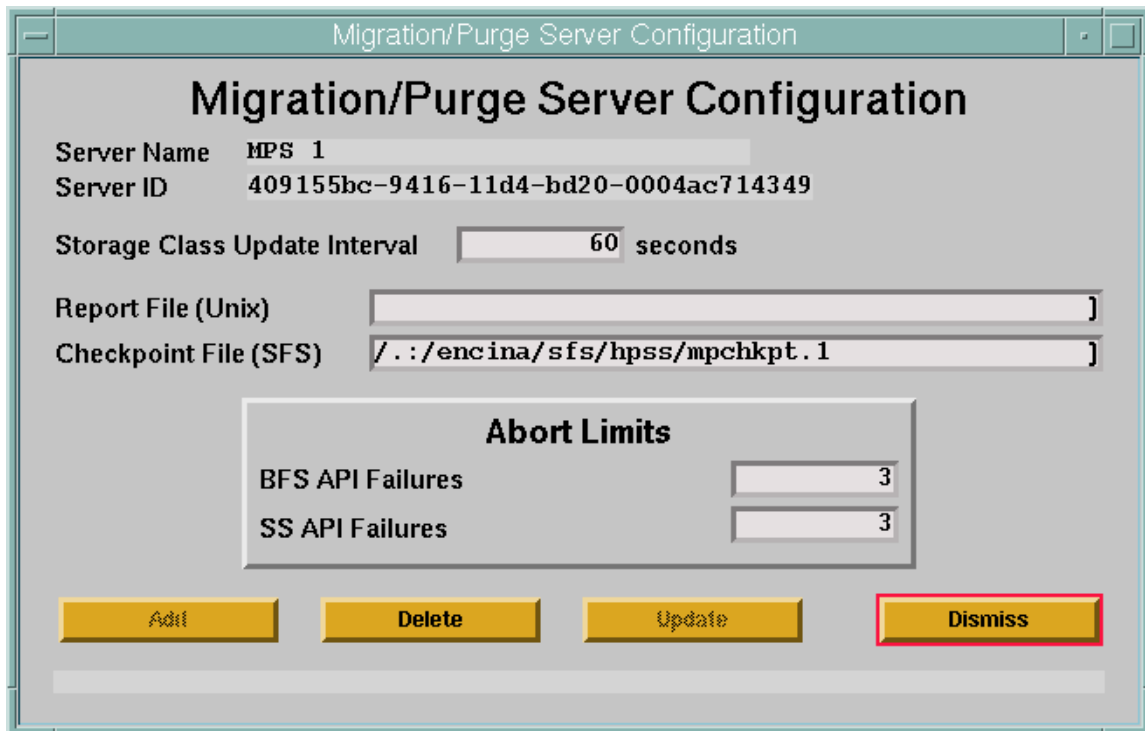 Migration/Purge Server Configuration
Migration/Purge Server Configuration
Server Name MPS 1
Server ID 409155bc-9416-11d4-bd20-0004ac714349
Storage Class Update Interval 60 seconds
Report File (Unix) ]
Checkpoint File (SFS) /.:/encina/sfs/hpss/mpchkpt.1 ]
Abort Limits
BFS API Failures 3
SS API Failures 3
Add Delete Update Dismiss